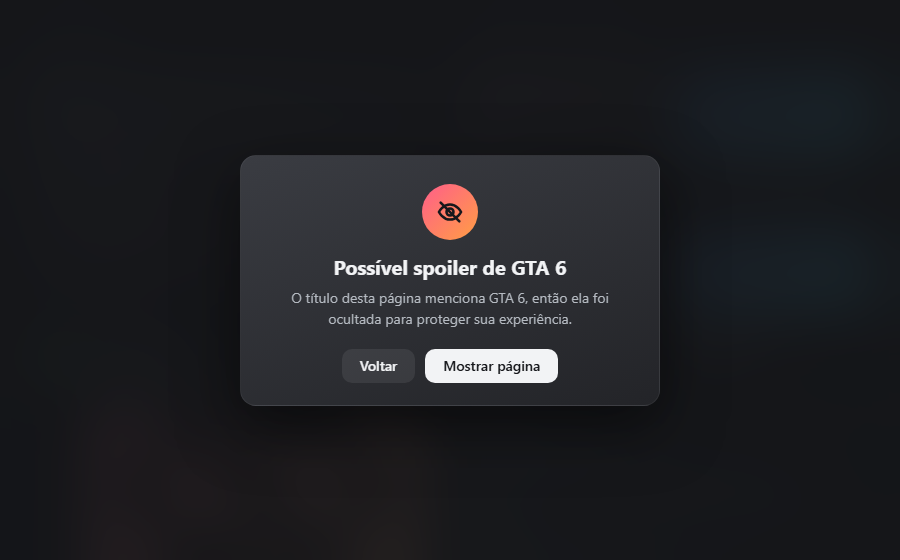 Possível spoiler de GTA 6
O título desta página menciona GTA 6, então ela foi
ocultada para proteger sua experiência.
Voltar
Mostrar página